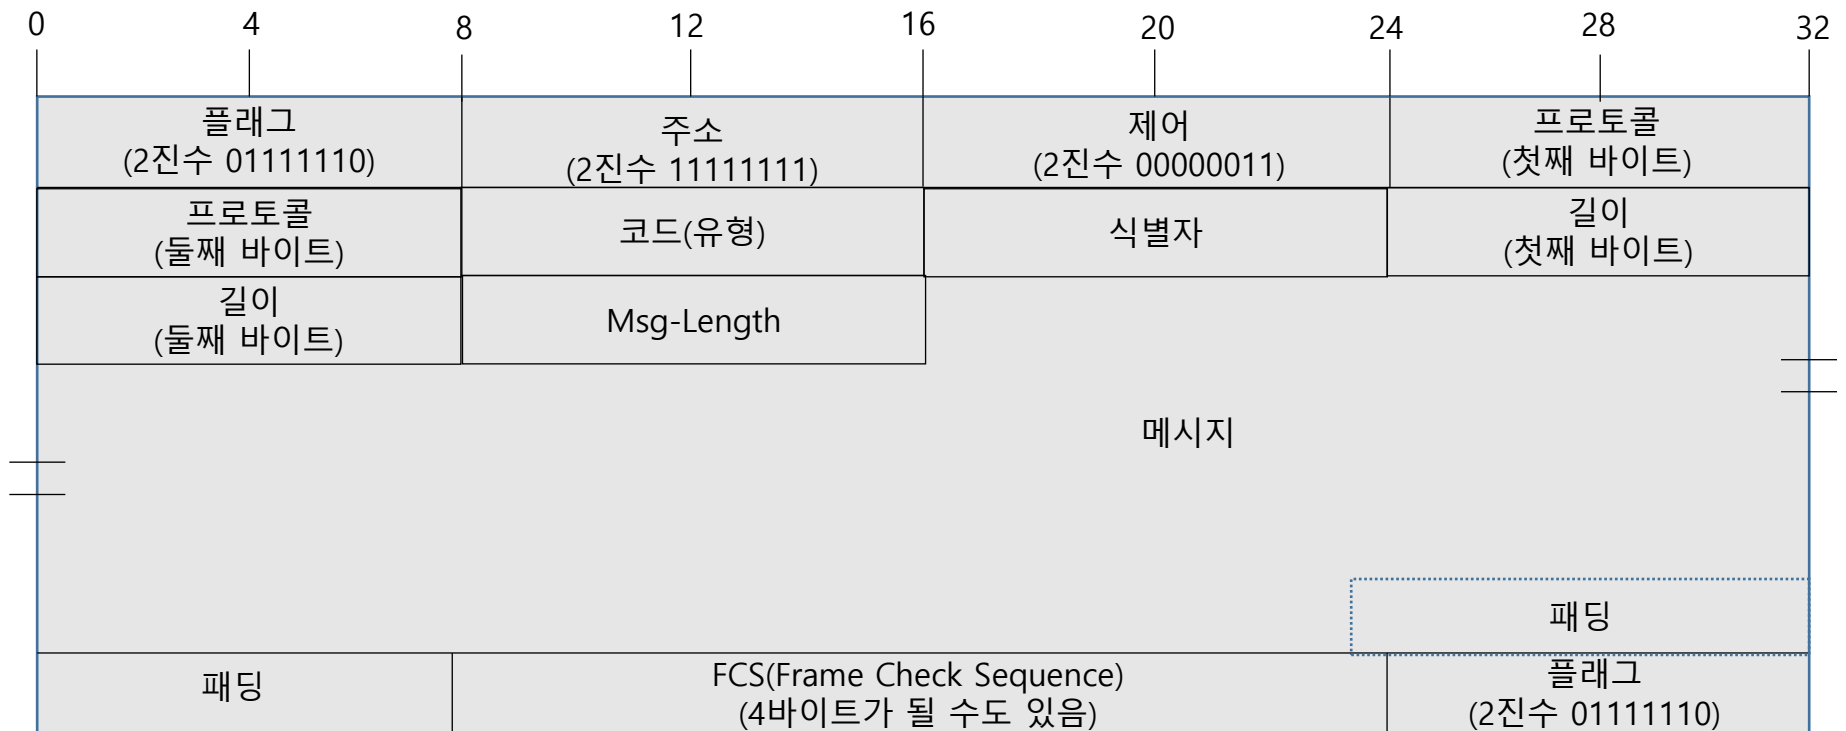 0 4 8 12 16 20 24 28 32
플래그
(2진수 01111110)
주소
(2진수 11111111)
제어
(2진수 00000011)
프로토콜
(첫째 바이트)
프로토콜
(둘째 바이트)
코드(유형)
식별자
길이
(첫째 바이트)
길이
(둘째 바이트)
Msg-Length
메시지
패딩
패딩
FCS(Frame Check Sequence)
(4바이트가 될 수도 있음)
플래그
(2진수 01111110)